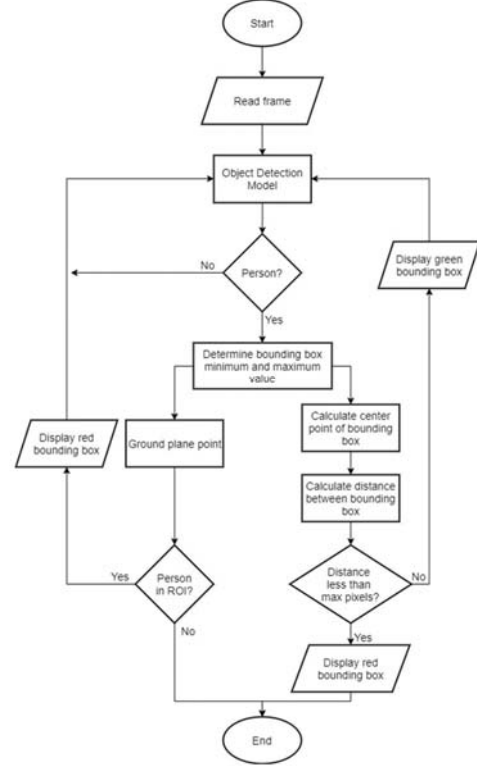 Start
Read frame
Object Detection
Model
Display green
bounding box
No
Person?
Yes
Determine bounding box
minimum and maximum
value
Display red
bounding box
Ground plane point
Calculate center
point of bounding
box
Calculate distance
between bounding
box
Yes
Person
in ROI?
No
Distance
less than
max pixels?
No
Yes
Display red
bounding box
End